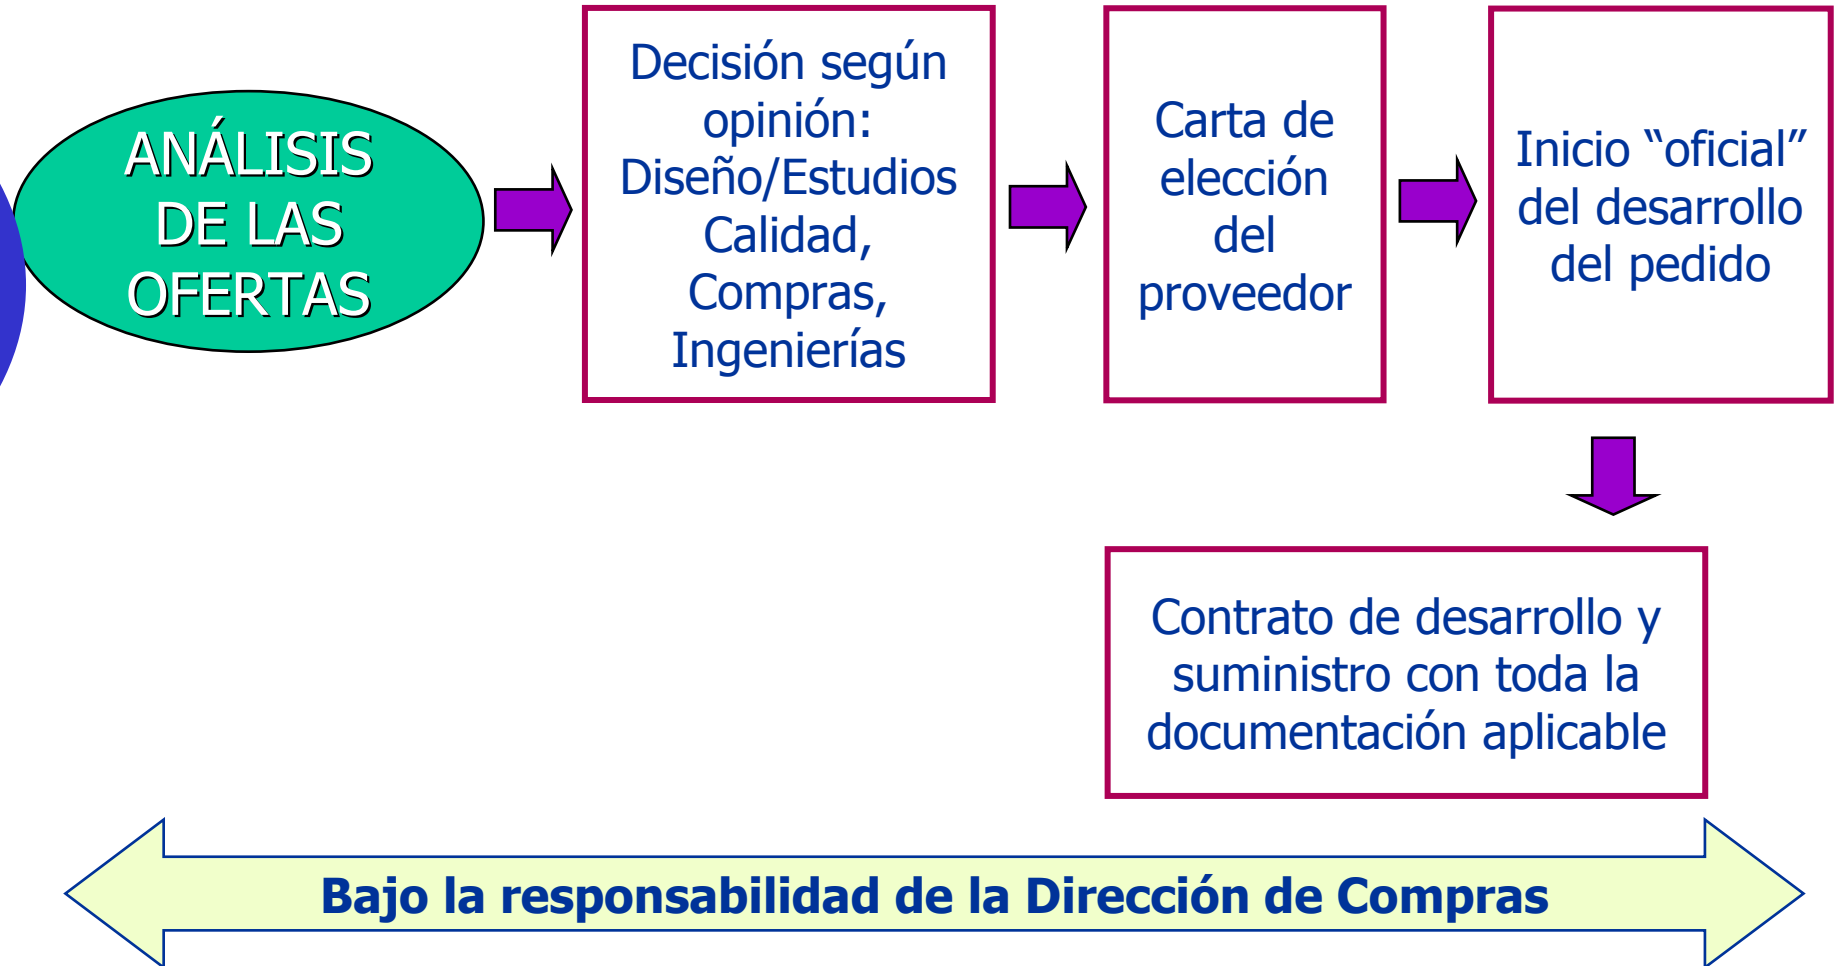 ANÁLISIS
DE LAS
OFERTAS
Decisión según
opinión:
Diseño/Estudios
Calidad,
Compras,
Ingenierías
Carta de
elección
del
proveedor
Inicio “oficial”
del desarrollo
del pedido
Contrato de desarrollo y
suministro con toda la
documentación aplicable
Bajo la responsabilidad de la Dirección de Compras